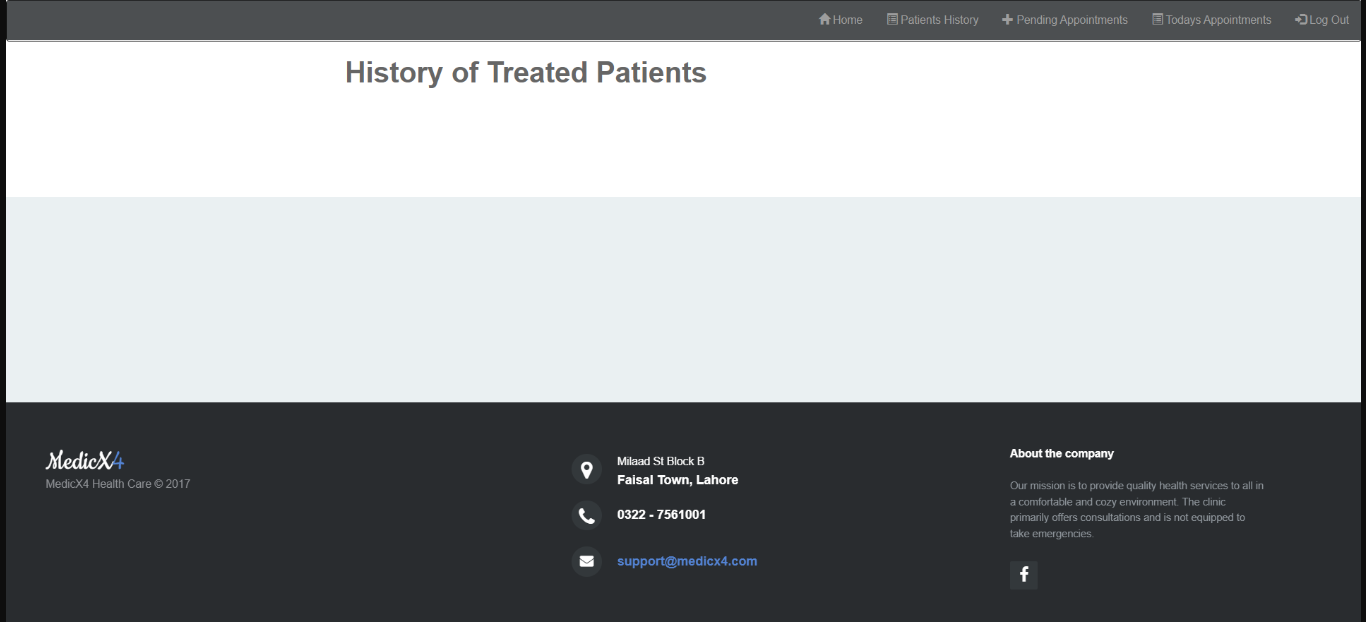 Home Patients History Pending Appointments Todays Appointments Log Out
History of Treated Patients
MedicX4
MedicX4 Health Care © 2017
Milaad St Block B
Faisal Town, Lahore
0322 - 7561001
support@medicx4.com
About the company
Our mission is to provide quality health services to all in
a comfortable and cozy environment. The clinic
primarily offers consultations and is not equipped to
take emergencies.